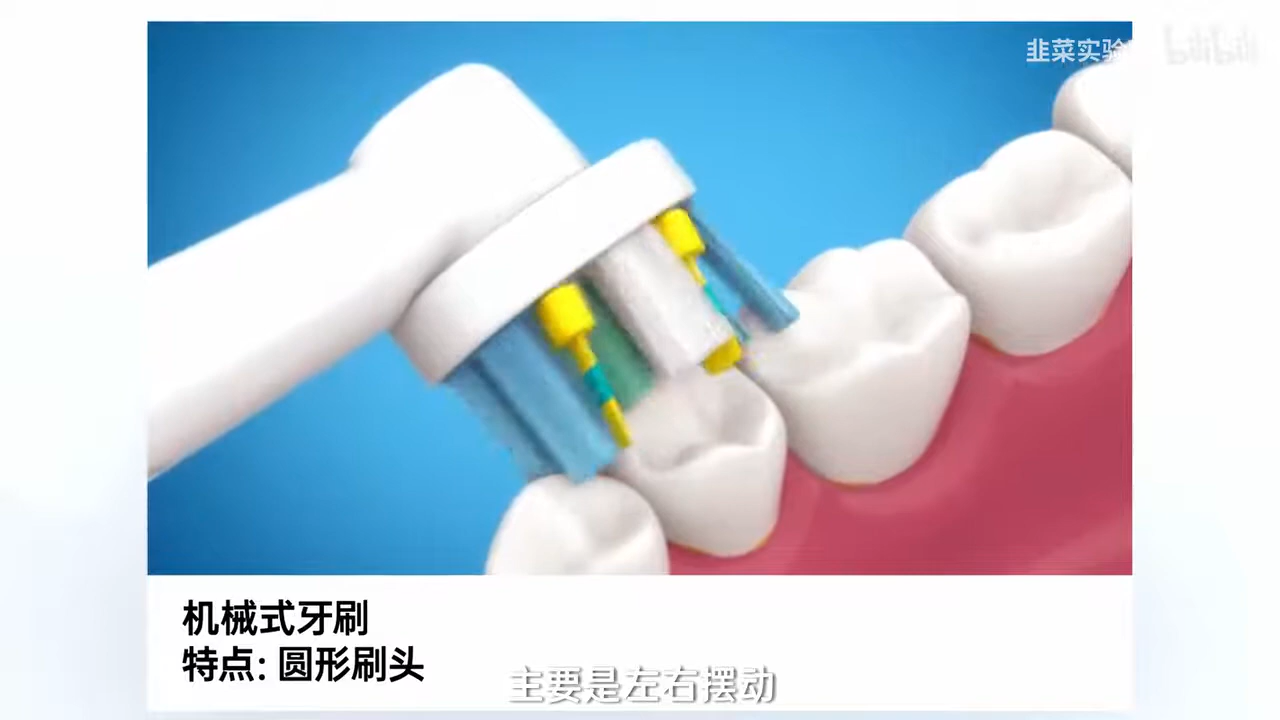 韭菜实验
机械式牙刷
特点: 圆形刷头
主要是左右摆动